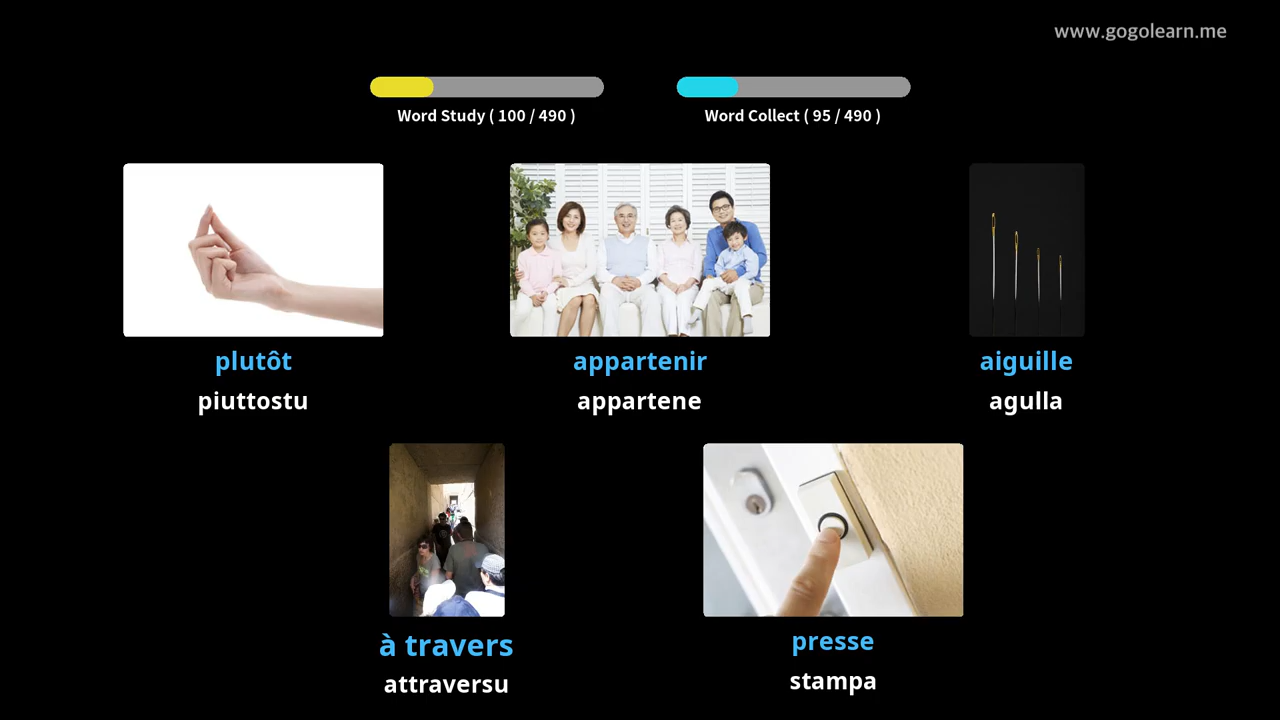 www.gogolearn.me
Word Study ( 100 / 490 )
Word Collect ( 95 / 490 )
plutôt
piuttostu
appartenir
appartene
aiguille
agulla
à travers
attraversu
presse
stampa